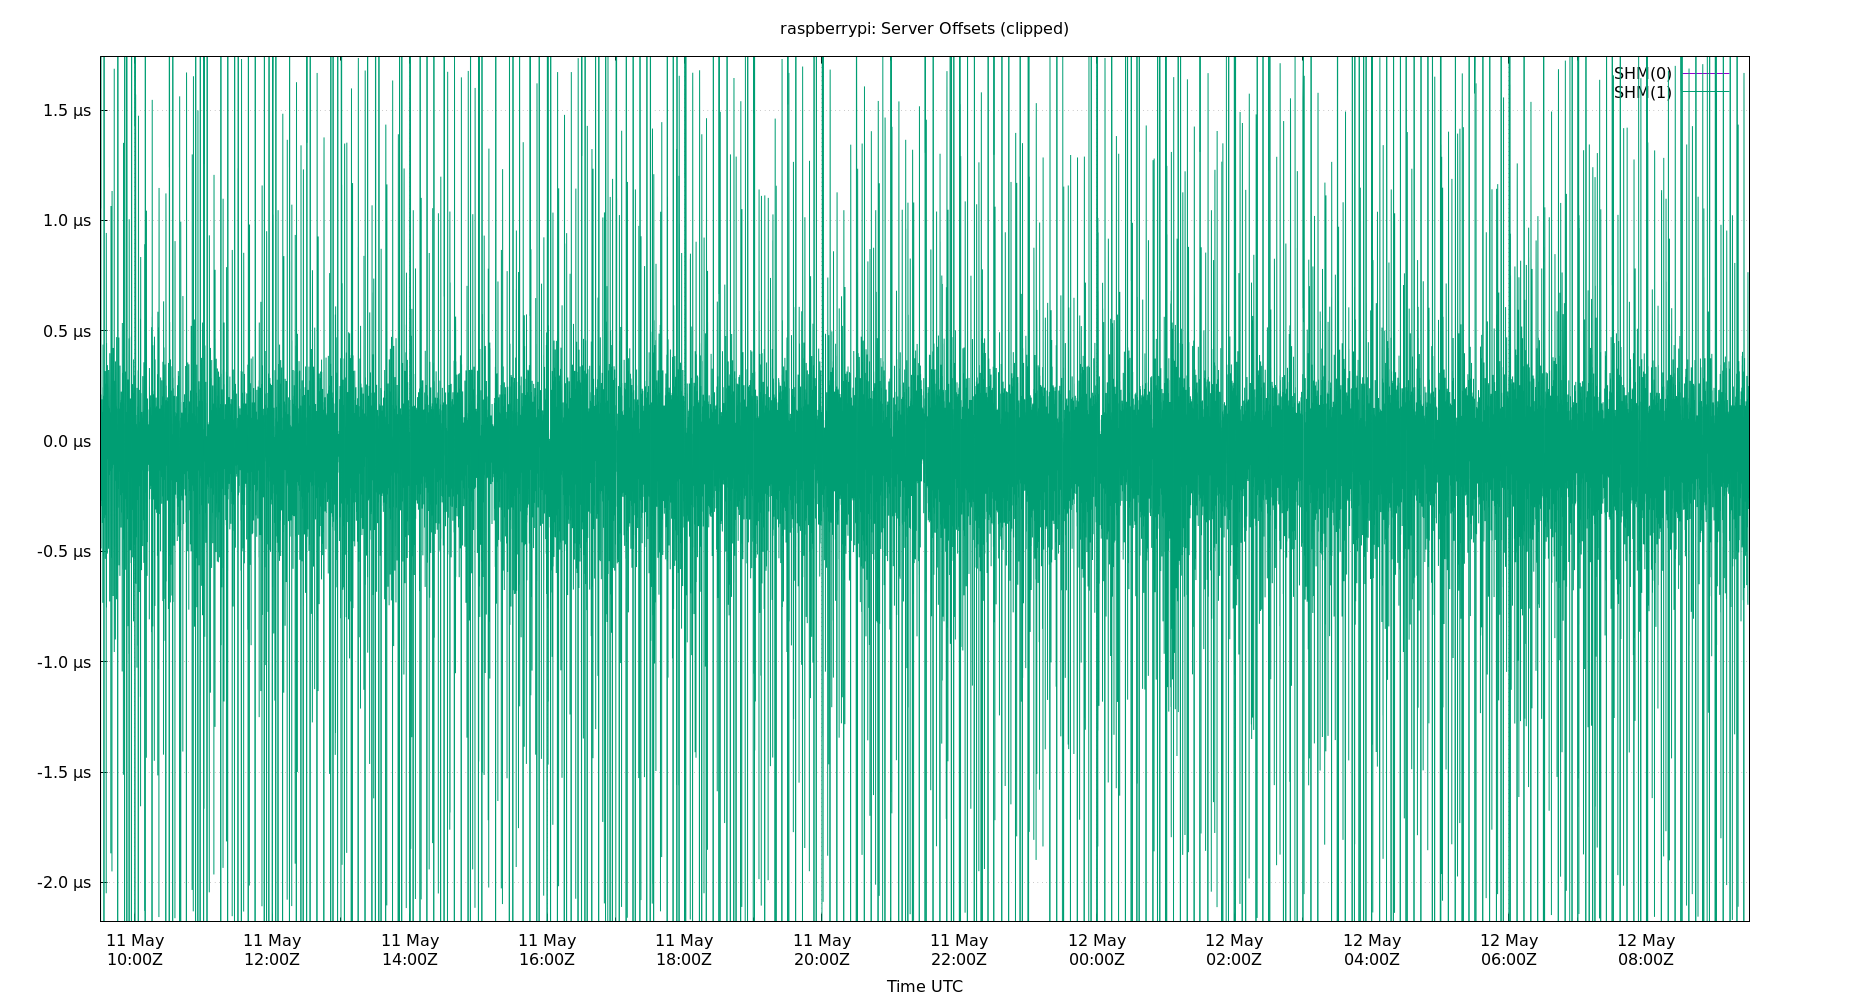 raspberrypi: Server Offsets (clipped)
SHM(0)
SHM(1)
1.5 µs
1.0 µs
0.5 µs
0.0 µs
-0.5 µs
-1.0 µs
-1.5 µs
-2.0 µs
11 May 11 May 11 May 11 May 11 May 11 May 11 May 12 May 12 May 12 May 12 May 12 May
10:00Z 12:00Z 14:00Z 16:00Z 18:00Z 20:00Z 22:00Z 00:00Z 02:00Z 04:00Z 06:00Z 08:00Z
Time UTC